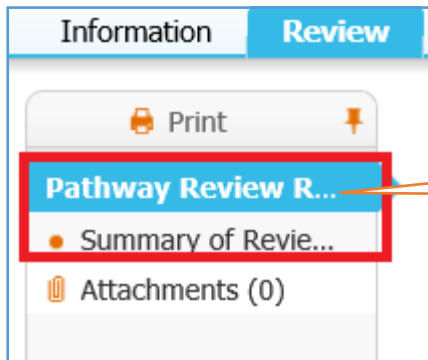 Information Review
Print
Pathway Review R...
Summary of Revie...
Attachments (0)